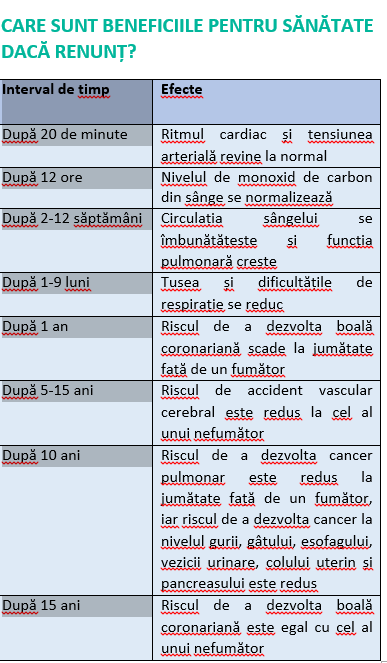 CARE SUNT BENEFICIILE PENTRU SĂNĂTATE
DACĂ RENUNȚ?
Interval de timp
Efecte
După 20 de minute
Ritmul cardiac și tensiunea
arterială revine la normal
După 12 ore
Nivelul de monoxid de carbon
din sânge se normalizează
După 2-12 săptămâni
Circulația sângelui se
îmbunătățește și funcția
pulmonară crește
După 1-9 luni
Tusea și dificultățile de
respirație se reduc
După 1 an
Riscul de a dezvolta boală
coronariană scade la jumătate
față de un fumător
După 5-15 ani
Riscul de accident vascular
cerebral este redus la cel al
unui nefumător
După 10 ani
Riscul de a dezvolta cancer
pulmonar este redus la
jumătate față de un fumător,
iar riscul de a dezvolta cancer la
nivelul gurii, gâtului, esofagului,
vezicii urinare, colului uterin și
pancreasului este redus
După 15 ani
Riscul de a dezvolta boală
coronariană este egal cu cel al
unui nefumător